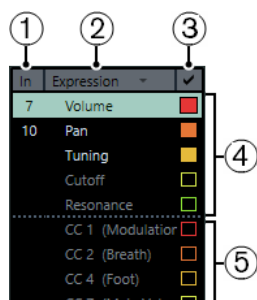 1 2 3
In Expression ✓
7 Volume
10 Pan
Tuning
Cutoff
4
Resonance
CC 1 (Modulation
CC 2 (Breath)
5
CC 4 (Foot)